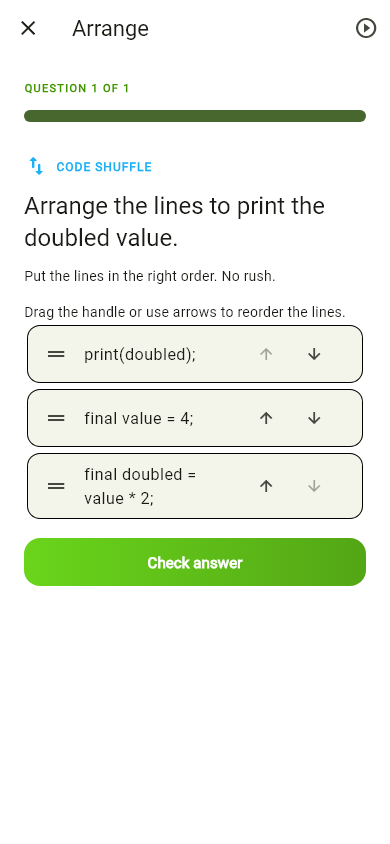 Arrange
QUESTION 1 OF 1
CODE SHUFFLE
Arrange the lines to print the
doubled value.
Put the lines in the right order. No rush.
Drag the handle or use arrows to reorder the lines.
print(doubled);
final value = 4;
final doubled =
value * 2;
Check answer